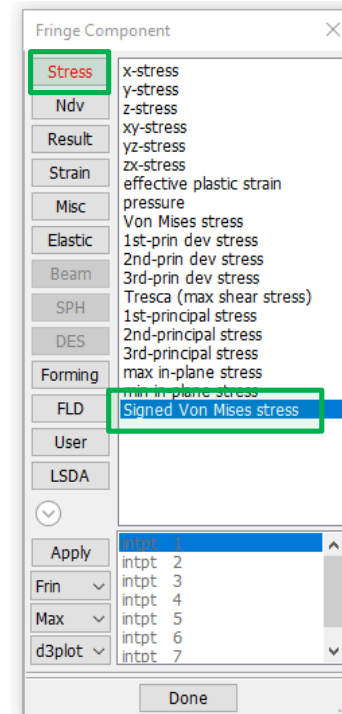 Fringe Component
Stress
Ndv
Result
Strain
Misc
Elastic
Beam
SPH
DES
Forming
FLD
User
LSDA
x-stress
y-stress
z-stress
xy-stress
yz-stress
zx-stress
effective plastic strain
pressure
Von Mises stress
1st-prin dev stress
2nd-prin dev stress
3rd-prin dev stress
Tresca (max shear stress)
1st-principal stress
2nd-principal stress
3rd-principal stress
max in-plane stress
min in-plane stress
Signed Von Mises stress
Apply
Frin
Max
d3plot
intpt 1
intpt 2
intpt 3
intpt 4
intpt 5
intpt 6
intpt 7
Done